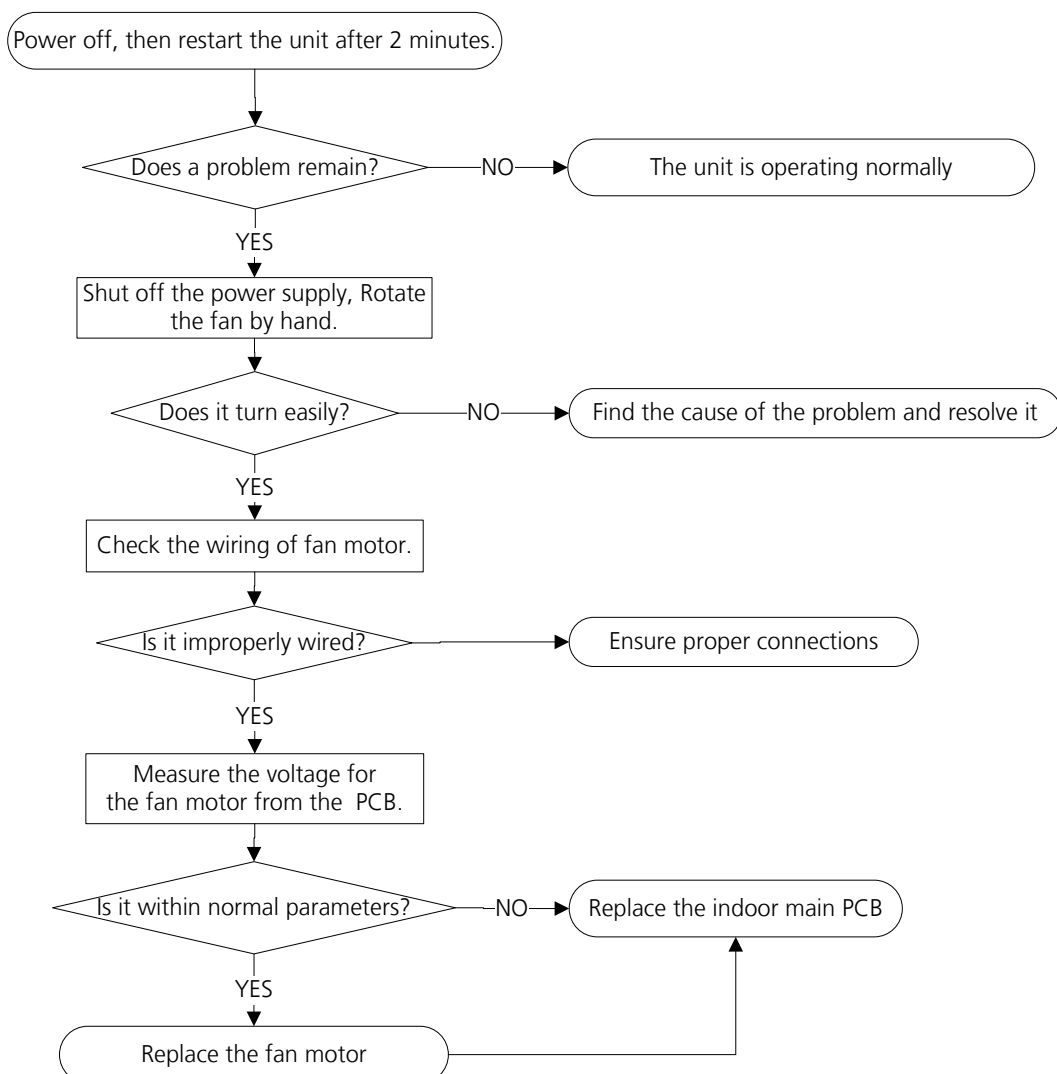 Power off, then restart the unit after 2 minutes.
Does a problem remain?
NO
The unit is operating normally
YES
Shut off the power supply, Rotate
the fan by hand.
Does it turn easily?
NO
Find the cause of the problem and resolve it
YES
Check the wiring of fan motor.
Is it improperly wired?
Ensure proper connections
YES
Measure the voltage for
the fan motor from the PCB.
Is it within normal parameters?
NO
Replace the indoor main PCB
YES
Replace the fan motor